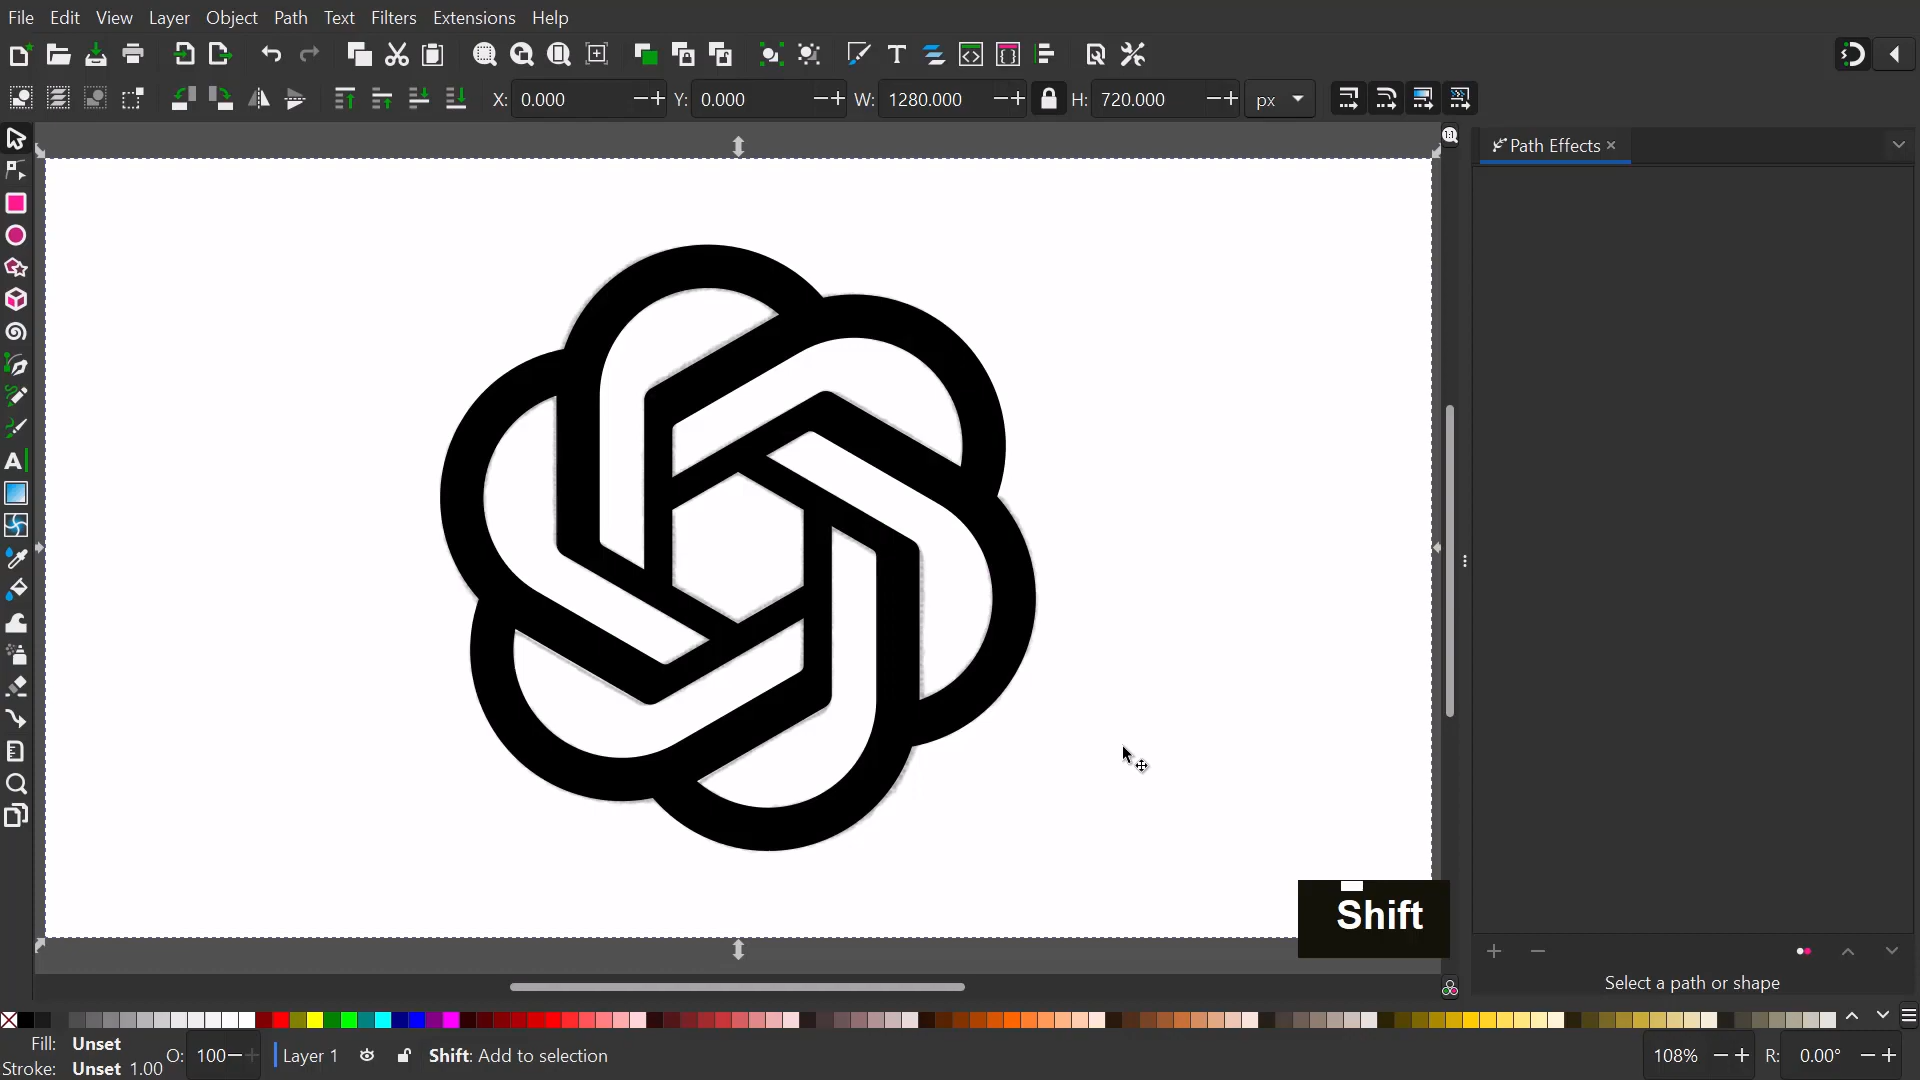 File Edit View Layer Object Path Text Filters Extensions Help
X: 0.000 Y: 0.000 W: 1280.000 H: 720.000 px
Path Effects
1:1
Shift
Select a path or shape
Fill: Unset
Stroke: Unset 1.00
O: 100
Layer 1
Shift: Add to selection
108%
R: 0.00°